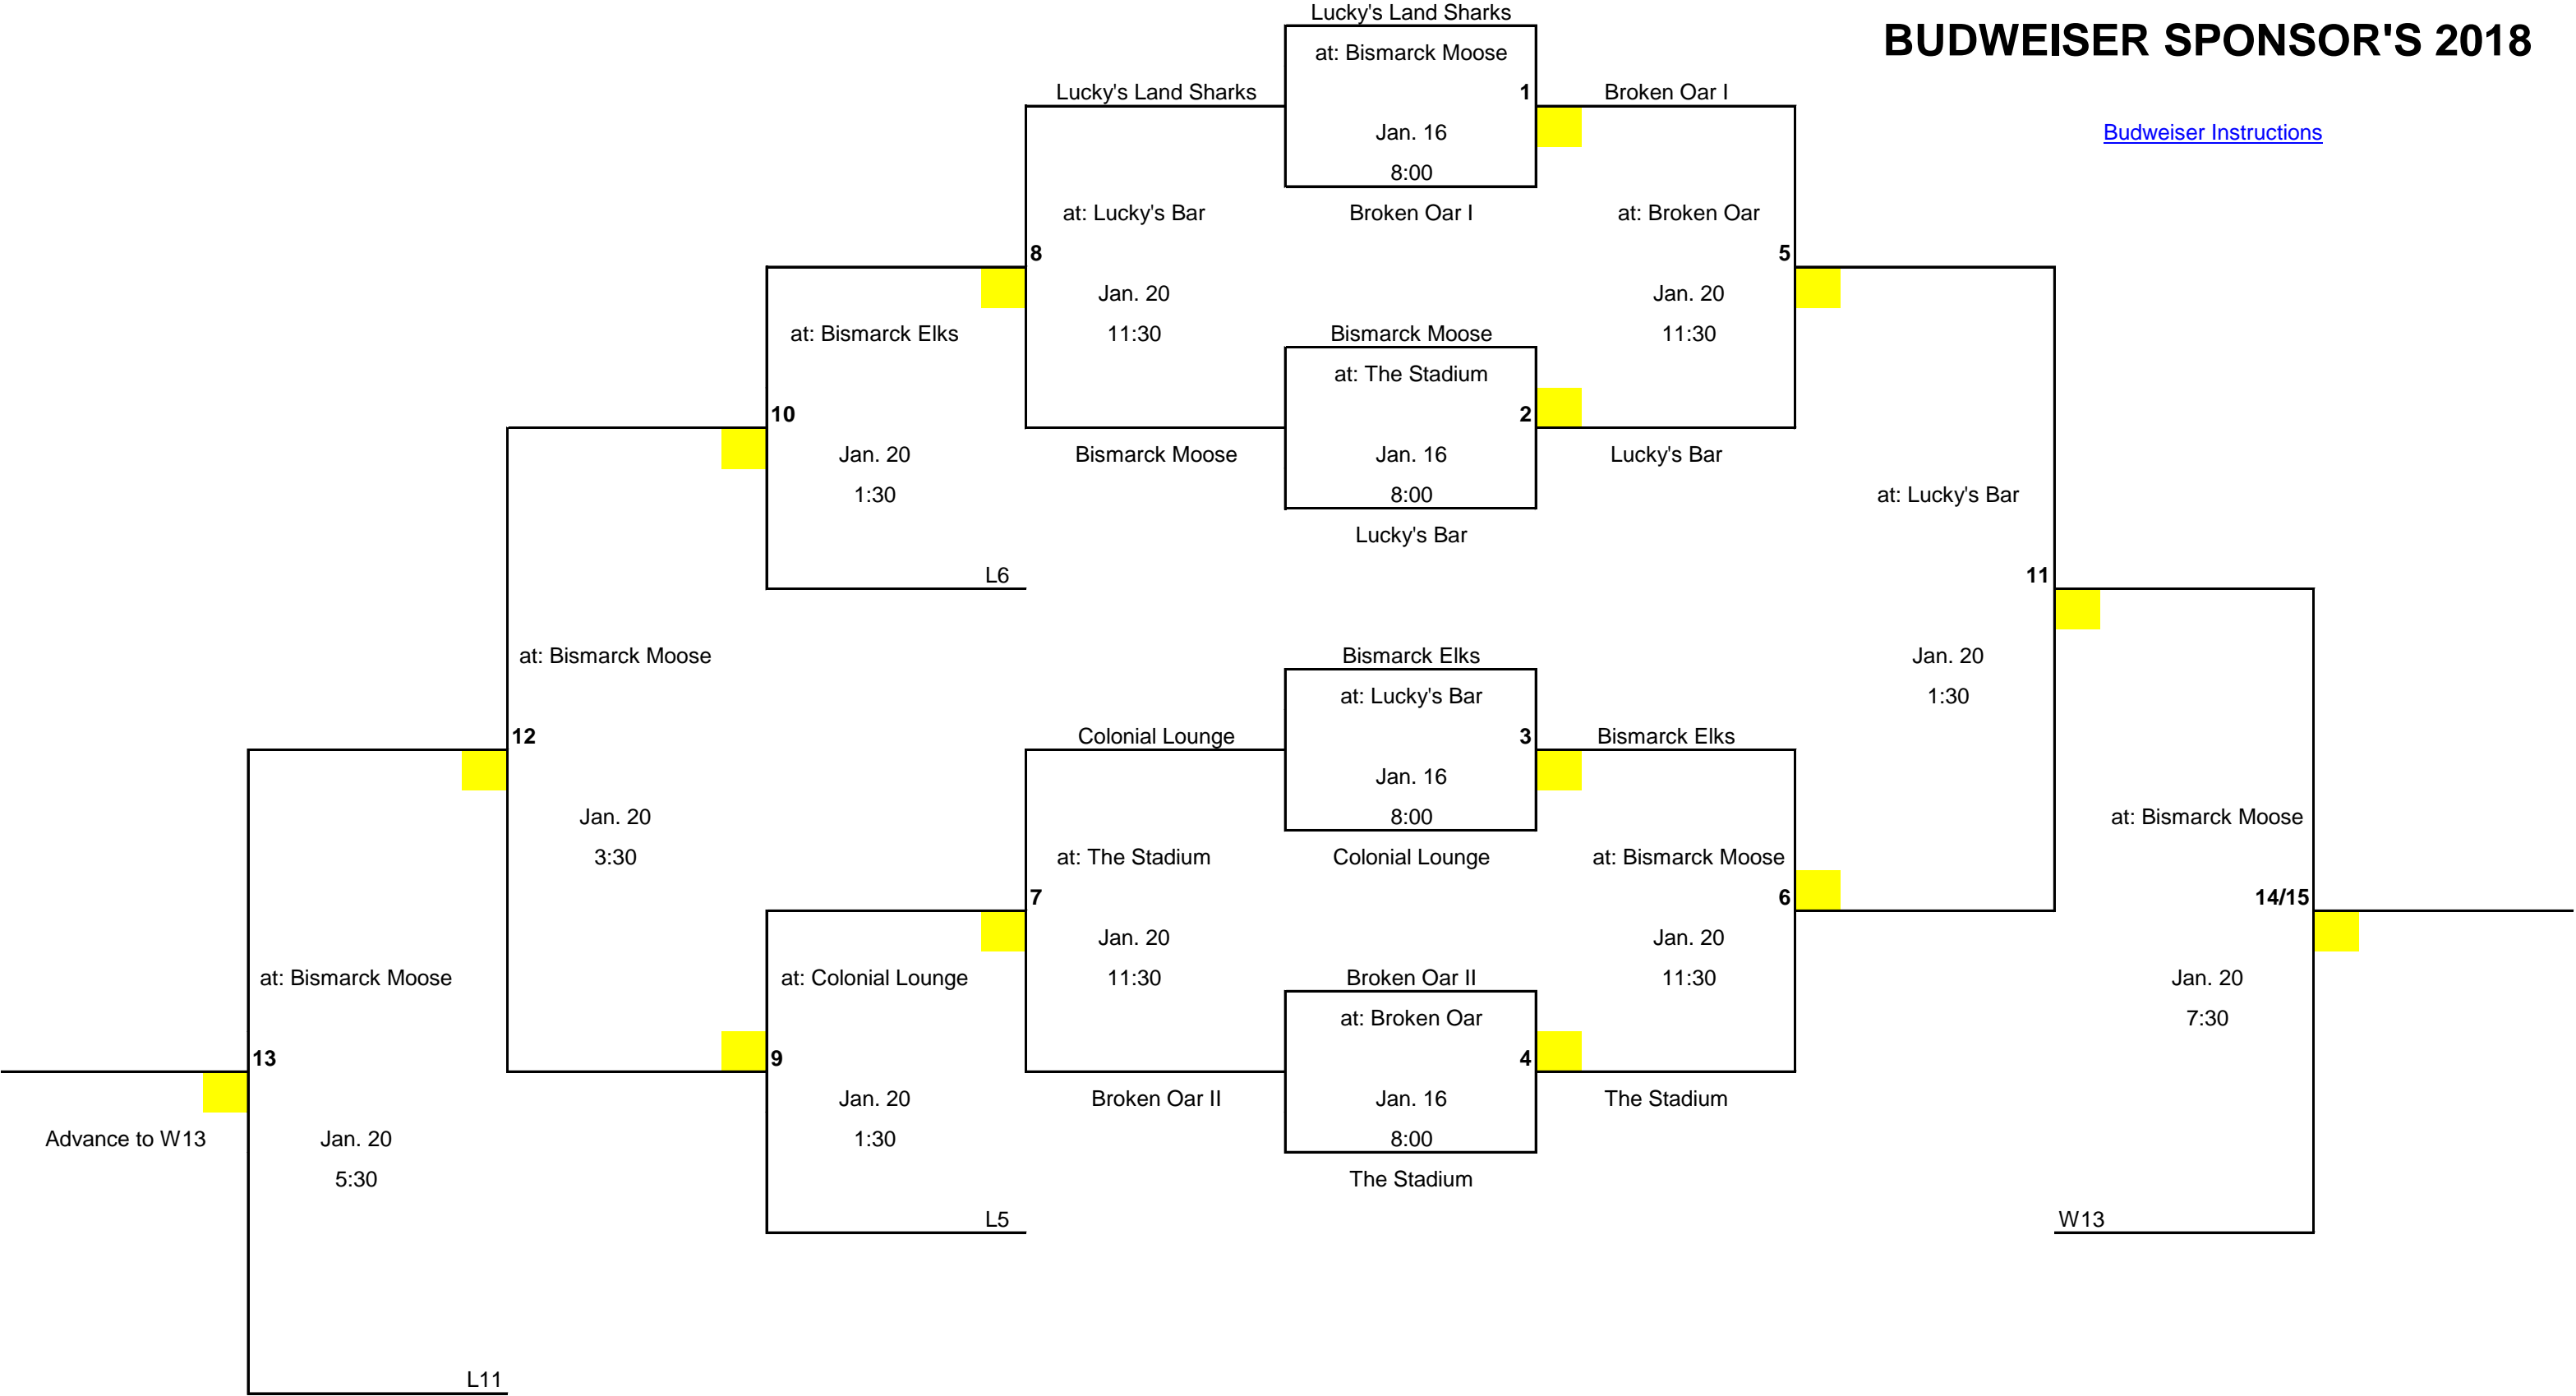 Lucky's Land Sharks
BUDWEISER SPONSOR'S 2018
at: Bismarck Moose
Lucky's Land Sharks
1
Broken Oar I
Jan. 16
Budweiser Instructions
8:00
at: Lucky's Bar
Broken Oar I
at: Broken Oar
8
5
Jan. 20
Jan. 20
at: Bismarck Elks
11:30
Bismarck Moose
11:30
at: The Stadium
10
2
Jan. 20
Bismarck Moose
Jan. 16
Lucky's Bar
1:30
8:00
at: Lucky's Bar
Lucky's Bar
L6
11
at: Bismarck Moose
Bismarck Elks
Jan. 20
at: Lucky's Bar
1:30
12
Colonial Lounge
3
Bismarck Elks
Jan. 16
Jan. 20
8:00
at: Bismarck Moose
3:30
at: The Stadium
Colonial Lounge
at: Bismarck Moose
7
6
14/15
Jan. 20
Jan. 20
at: Bismarck Moose
at: Colonial Lounge
11:30
Broken Oar II
11:30
Jan. 20
at: Broken Oar
7:30
13
9
4
Jan. 20
Broken Oar II
Jan. 16
The Stadium
Advance to W13
Jan. 20
1:30
8:00
5:30
The Stadium
L5
W13
L11